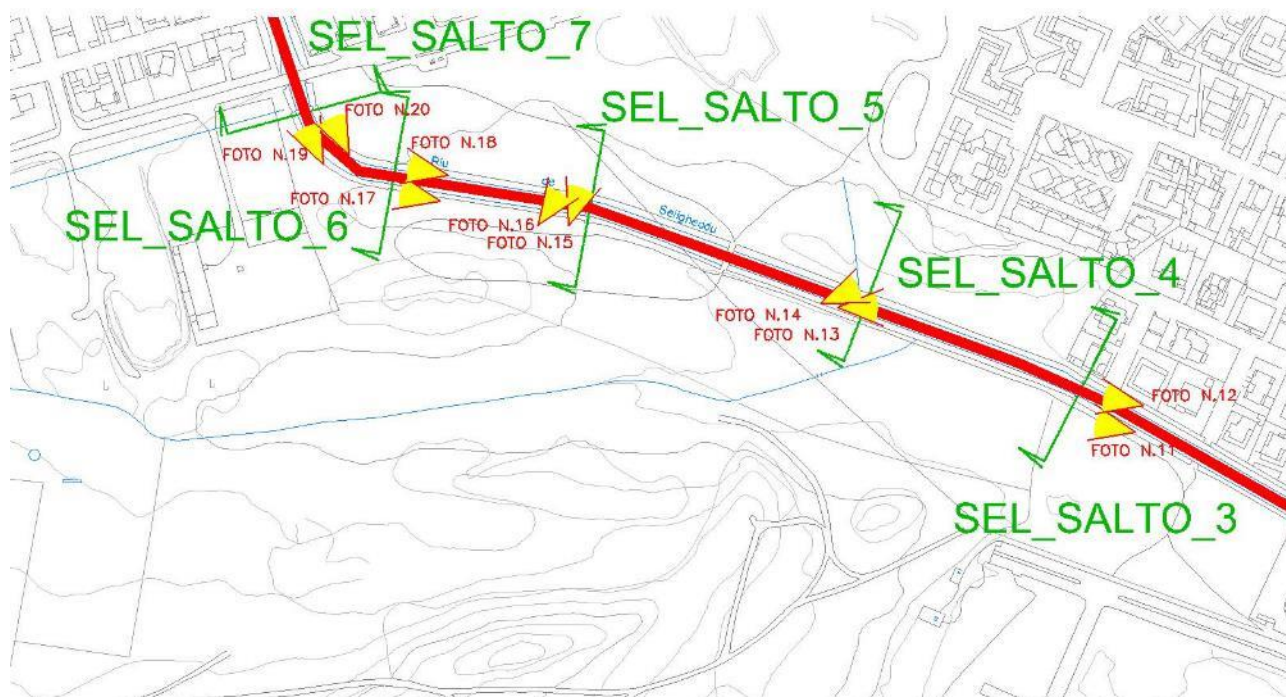 SEL_SALTO_7
FOTO N.20
SEL_SALTO_5
FOTO N.19
FOTO N.18
Riu
de
FOTO N.17
SEL_SALTO_6
FOTO N.16
FOTO N.15
Seligheddu
SEL_SALTO_4
FOTO N.14
FOTO N.13
FOTO N.12
FOTO N.11
SEL_SALTO_3